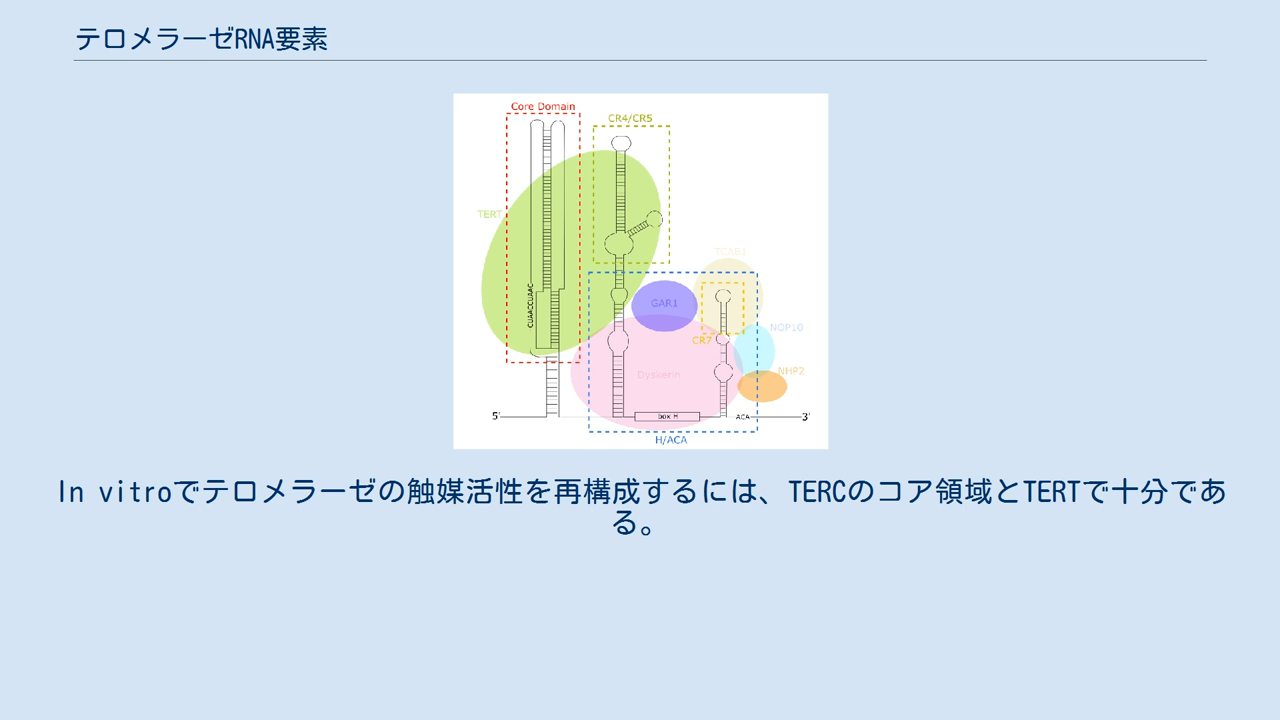 テロメラーゼRNA要素
Core Domain
CR4/CR5
TERT
TCAB1
CUAACCUAAC
GAR1
CR7
NOP10
Dyskerin
NHP2
5'
box H
ACA
3'
H/ACA
In vitroでテロメラーゼの触媒活性を再構成するには、TERCのコア領域とTERTで十分であ
る。